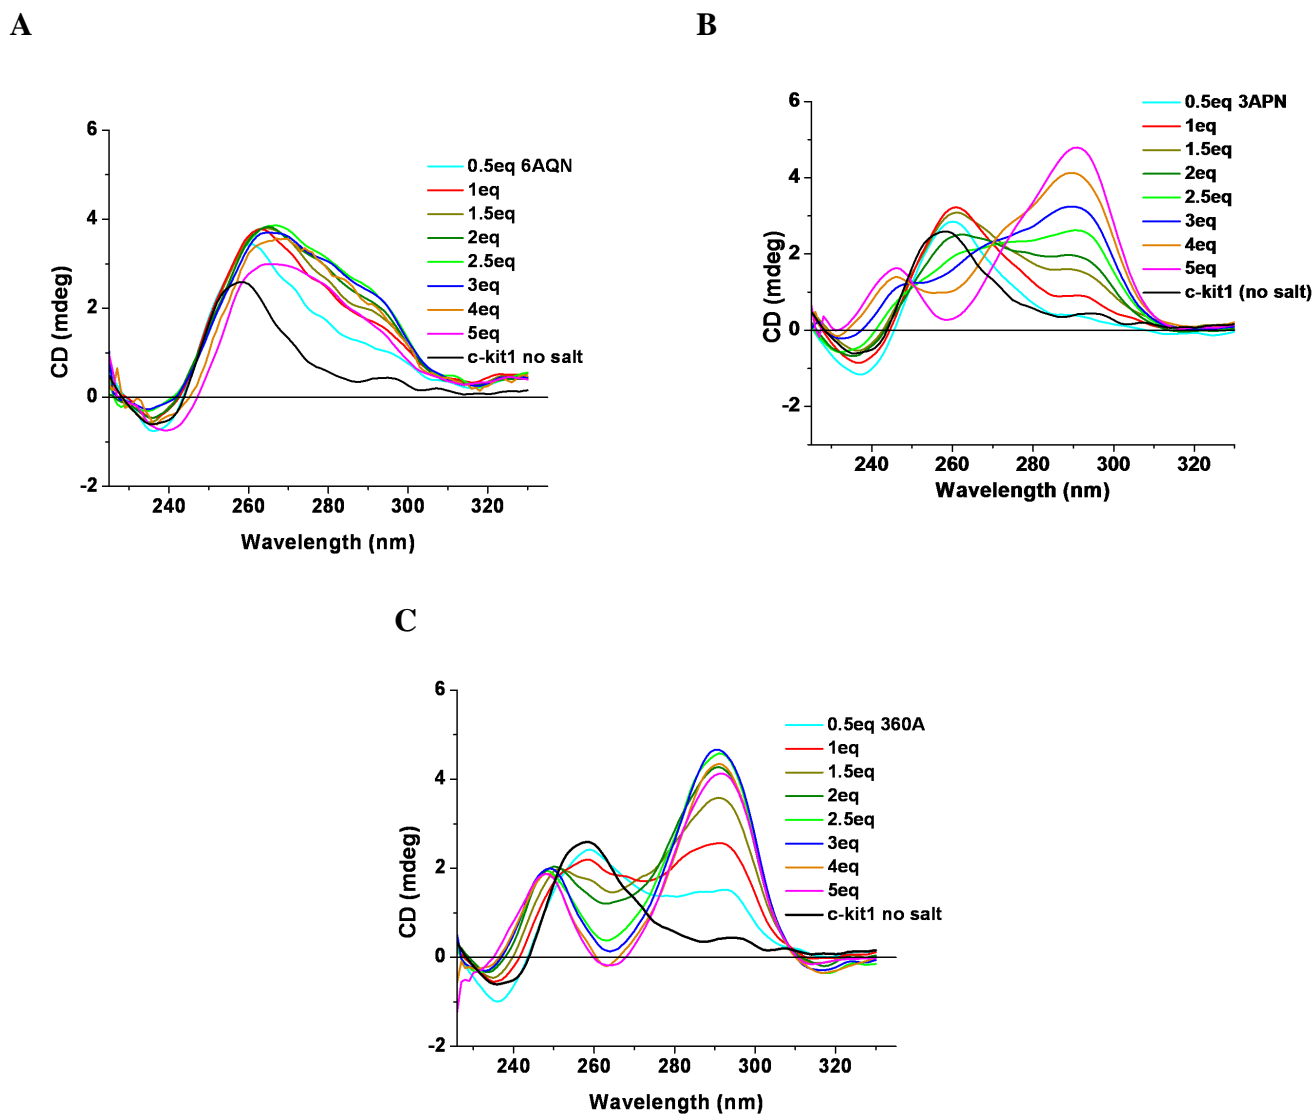 A
6
4
2
0
-2
CD (mdeg)
240 260 280 300 320
Wavelength (nm)
0.5eq 6AQN
1eq
1.5eq
2eq
2.5eq
3eq
4eq
5eq
c-kit1 no salt
B
6
4
2
0
-2
CD (mdeg)
240 260 280 300 320
Wavelength (nm)
0.5eq 3APN
1eq
1.5eq
2eq
2.5eq
3eq
4eq
5eq
c-kit1 (no salt)
C
6
4
2
0
-2
CD (mdeg)
240 260 280 300 320
Wavelength (nm)
0.5eq 360A
1eq
1.5eq
2eq
2.5eq
3eq
4eq
5eq
c-kit1 no salt